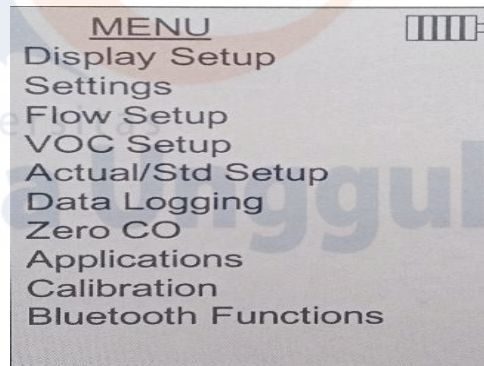 MENU
Display Setup
Settings
Flow Setup
VOC Setup
Actual/Std Setup
Data Logging
Zero CO
Applications
Calibration
Bluetooth Functions